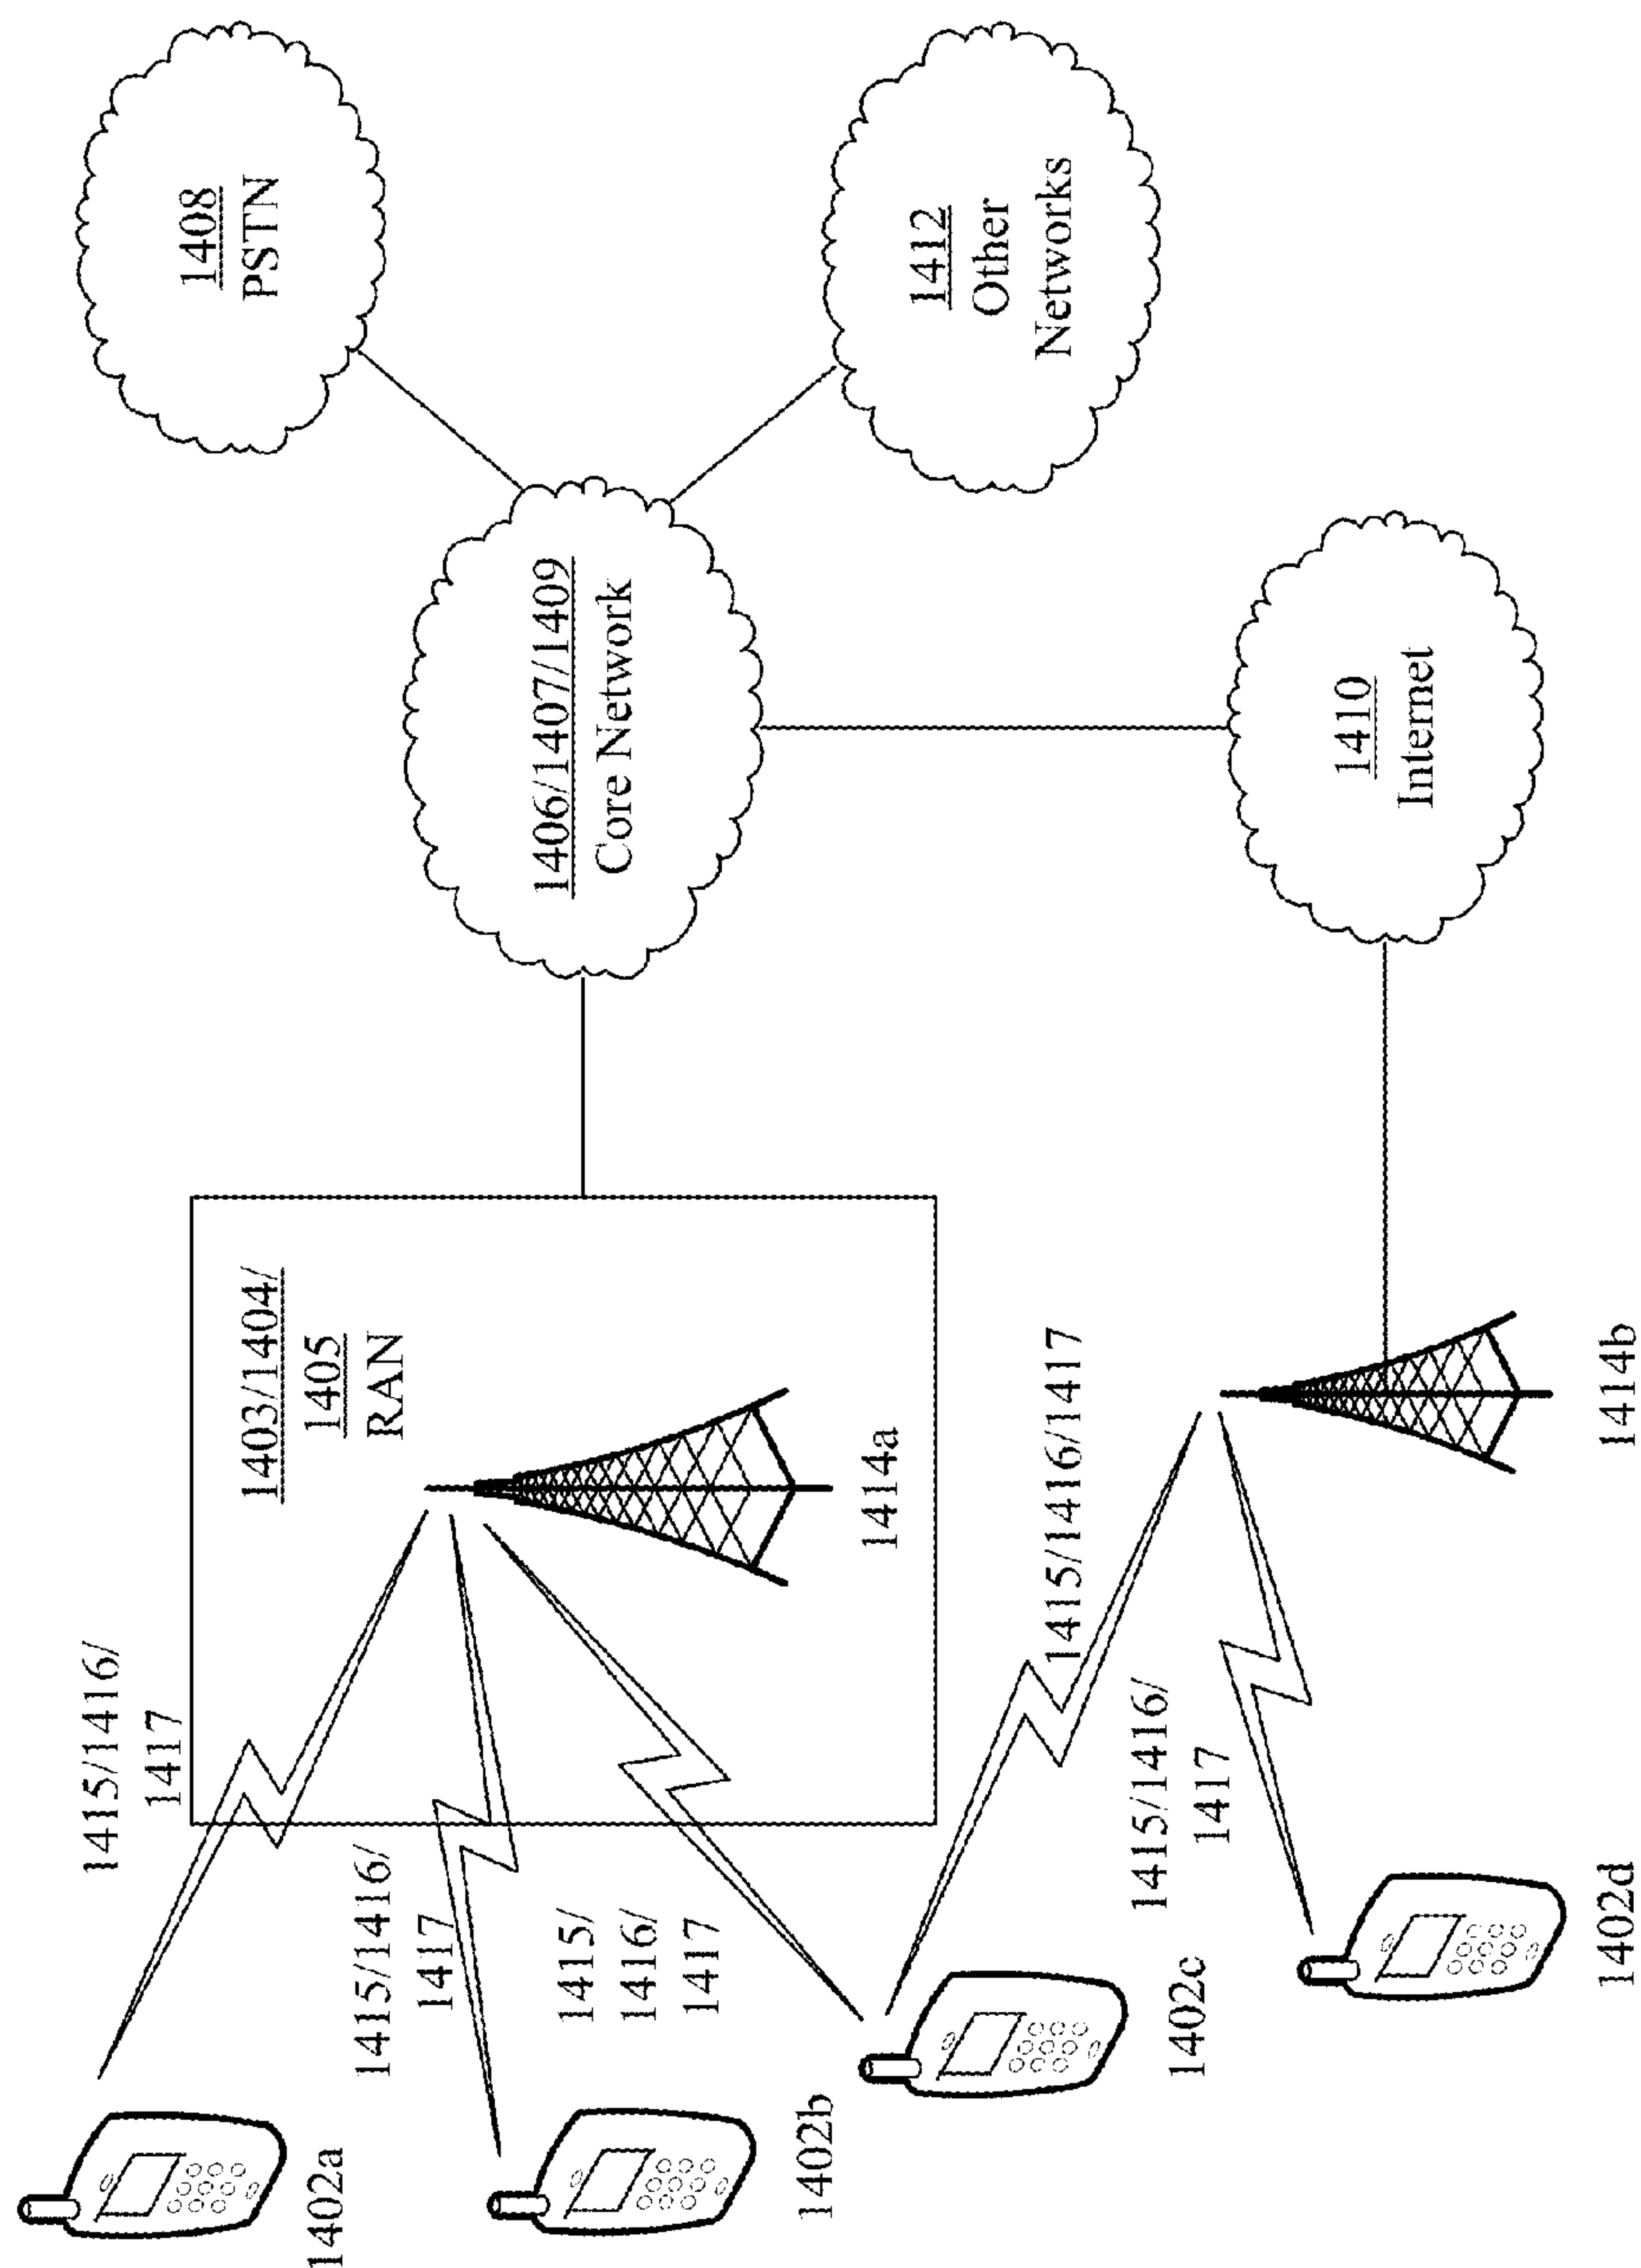 1415/1416/
1417
1403/1404/
1405
RAN
1408
PSTN
1402a
1415/1416/
1417
1406/1407/1409
Core Network
1415/
1416/
1417
1402b
1414a
1412
Other
Networks
1415/1416/1417
1402c
1415/1416/
1417
1410
Internet
1402d
1414b